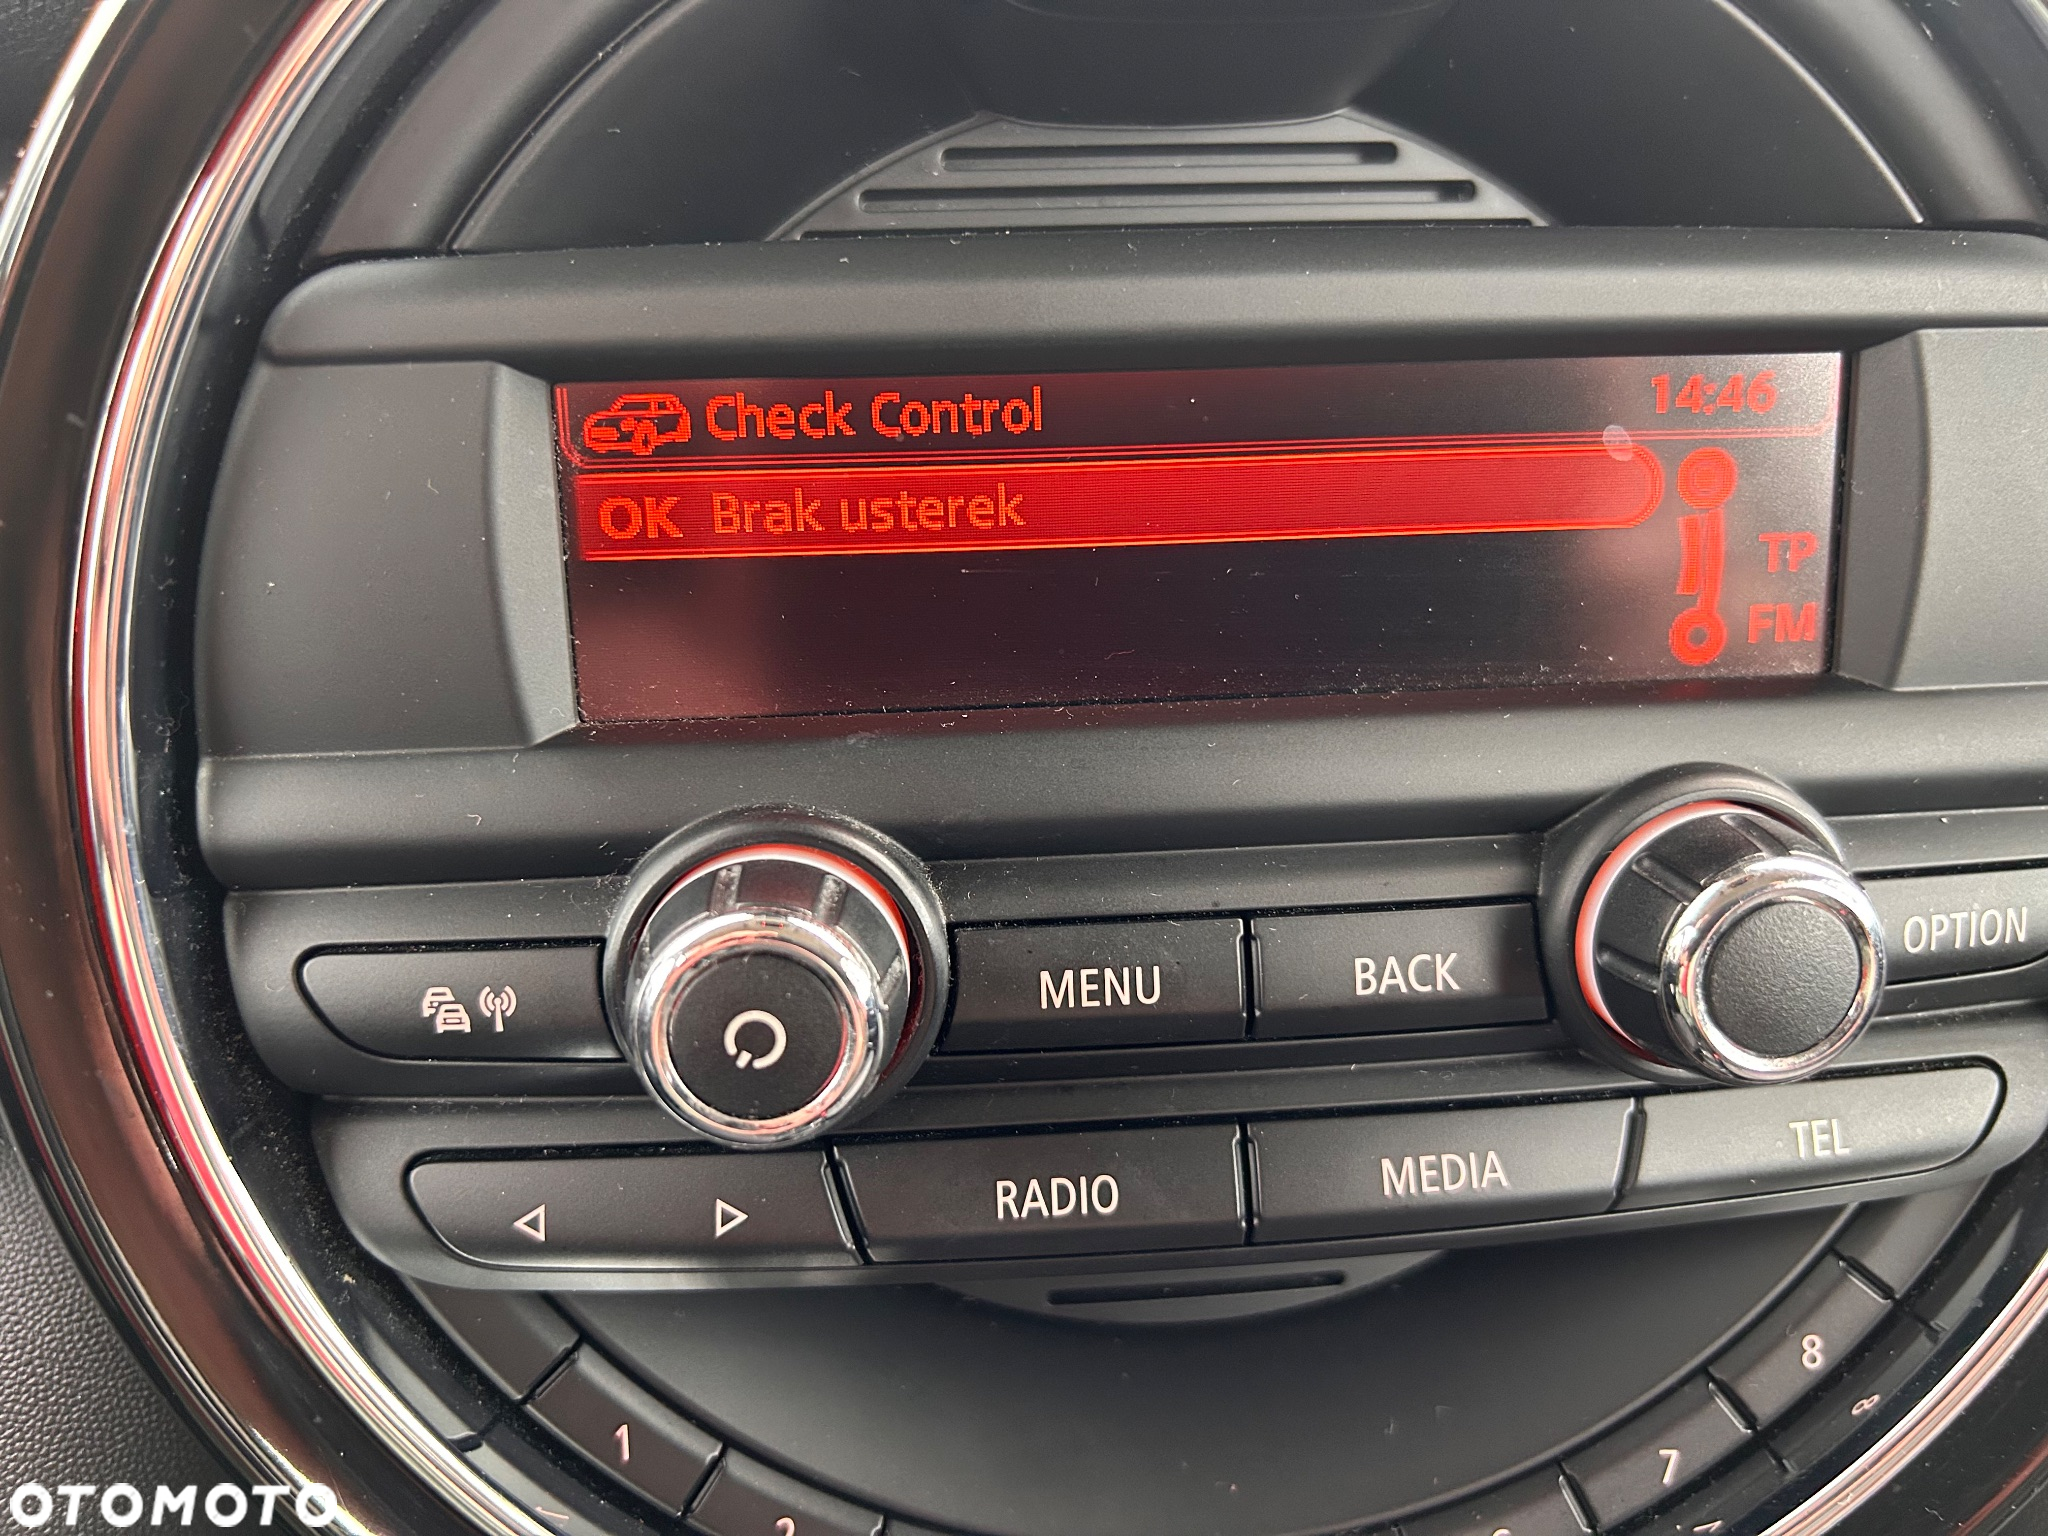 Check Control 14:46
OK Brak usterek
TP
FM
MENU BACK OPTION
RADIO MEDIA TEL
1 2 7 8
OTOMOTO